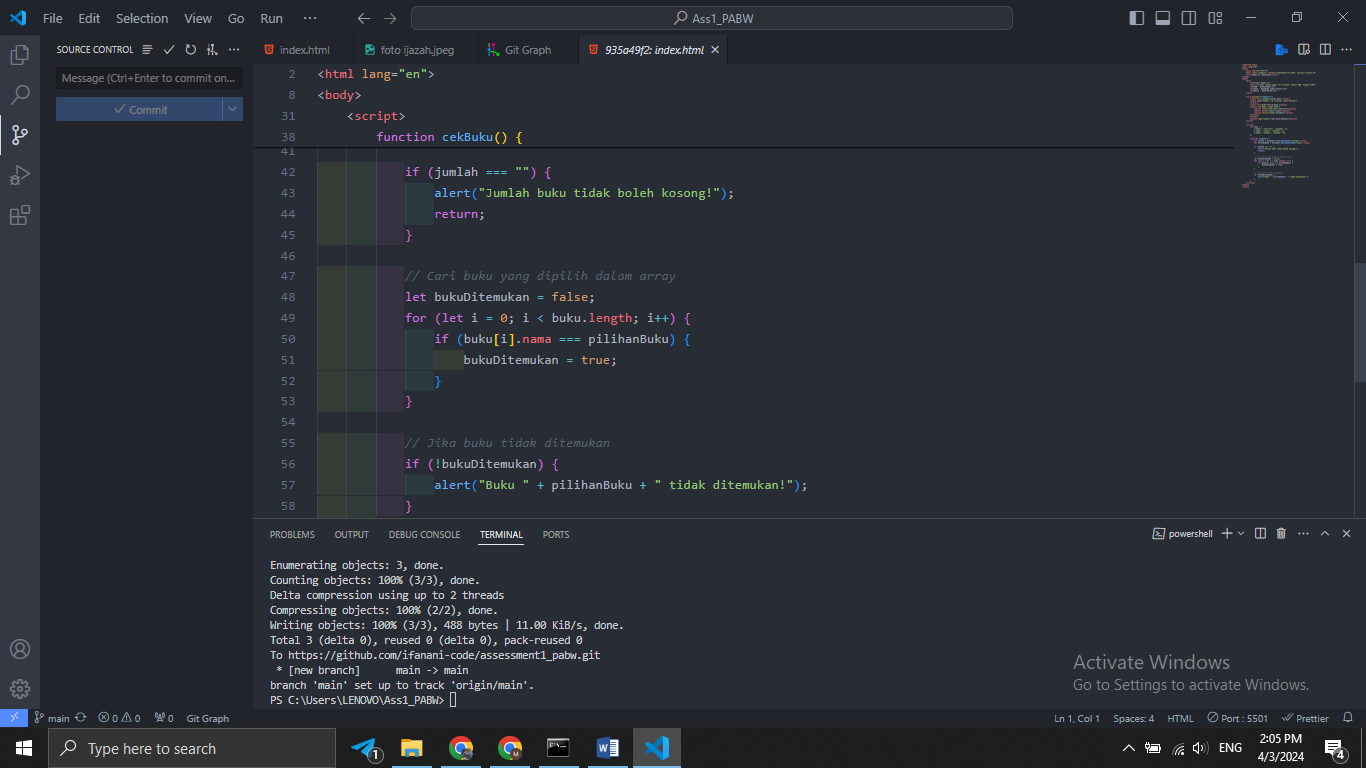 File Edit Selection View Go Run ··· Ass1_PABW
SOURCE CONTROL
index.html foto ijazah.jpeg Git Graph 935a49f2: index.html
Message (Ctrl+Enter to commit on...
Commit
2 <html lang="en">
8 <body>
31 <script>
38 function cekBuku() {
41
42 if (jumlah === "") {
43 alert("Jumlah buku tidak boleh kosong!");
44 return;
45 }
46
47 // Cari buku yang dipilih dalam array
48 let bukuDitemukan = false;
49 for (let i = 0; i < buku.length; i++) {
50 if (buku[i].nama === pilihanBuku) {
51 bukuDitemukan = true;
52 }
53 }
54
55 // Jika buku tidak ditemukan
56 if (!bukuDitemukan) {
57 alert("Buku " + pilihanBuku + " tidak ditemukan!");
58 }
PROBLEMS OUTPUT DEBUG CONSOLE TERMINAL PORTS powershell
Enumerating objects: 3, done.
Counting objects: 100% (3/3), done.
Delta compression using up to 2 threads
Compressing objects: 100% (2/2), done.
Writing objects: 100% (3/3), 488 bytes | 11.00 KiB/s, done.
Total 3 (delta 0), reused 0 (delta 0), pack-reused 0
To https://github.com/ifanani-code/assessment1_pabw.git
* [new branch] main -> main
branch 'main' set up to track 'origin/main'.
PS C:\Users\LENOVO\Ass1_PABW>
Activate Windows
Go to Settings to activate Windows.
main 0 0 0 Git Graph Ln 1, Col 1 Spaces: 4 HTML Port : 5501 Prettier
Type here to search 1 ENG 2:05 PM
4/3/2024 4